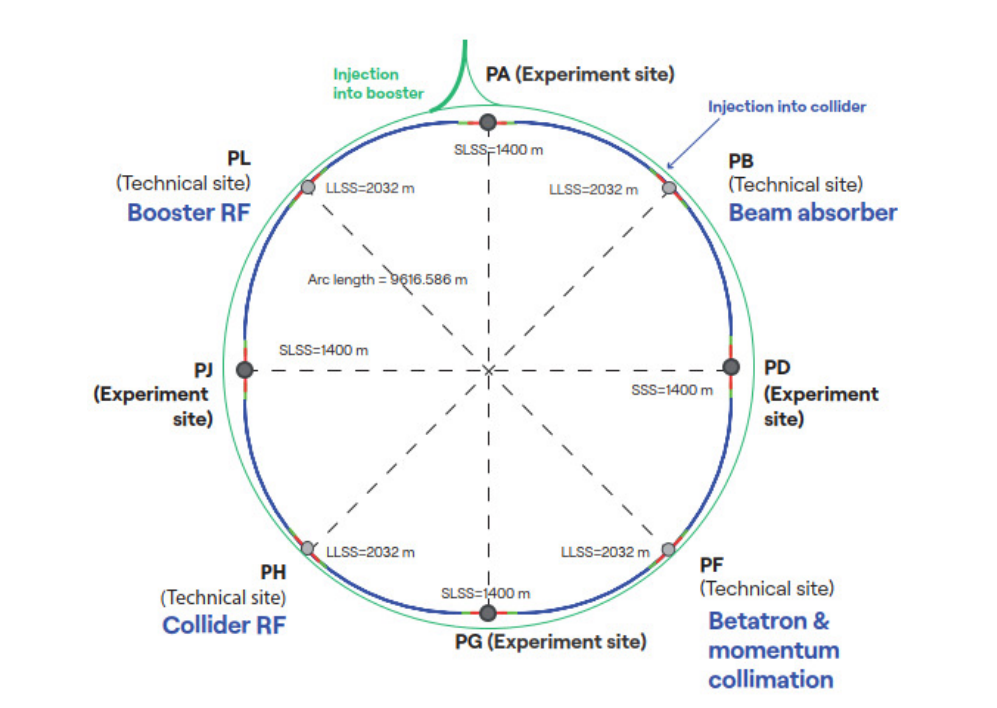 Injection
into booster
PA (Experiment site)
Injection into collider
SLSS=1400 m
PL
(Technical site)
Booster RF
LLSS=2032 m
LLSS=2032 m
PB
(Technical site)
Beam absorber
Arc length = 9616.586 m
SLSS=1400 m
PJ
(Experiment
site)
SSS=1400 m
PD
(Experiment
site)
LLSS=2032 m
LLSS=2032 m
PH
(Technical site)
Collider RF
SLSS=1400 m
PG (Experiment site)
PF
(Technical site)
Betatron &
momentum
collimation